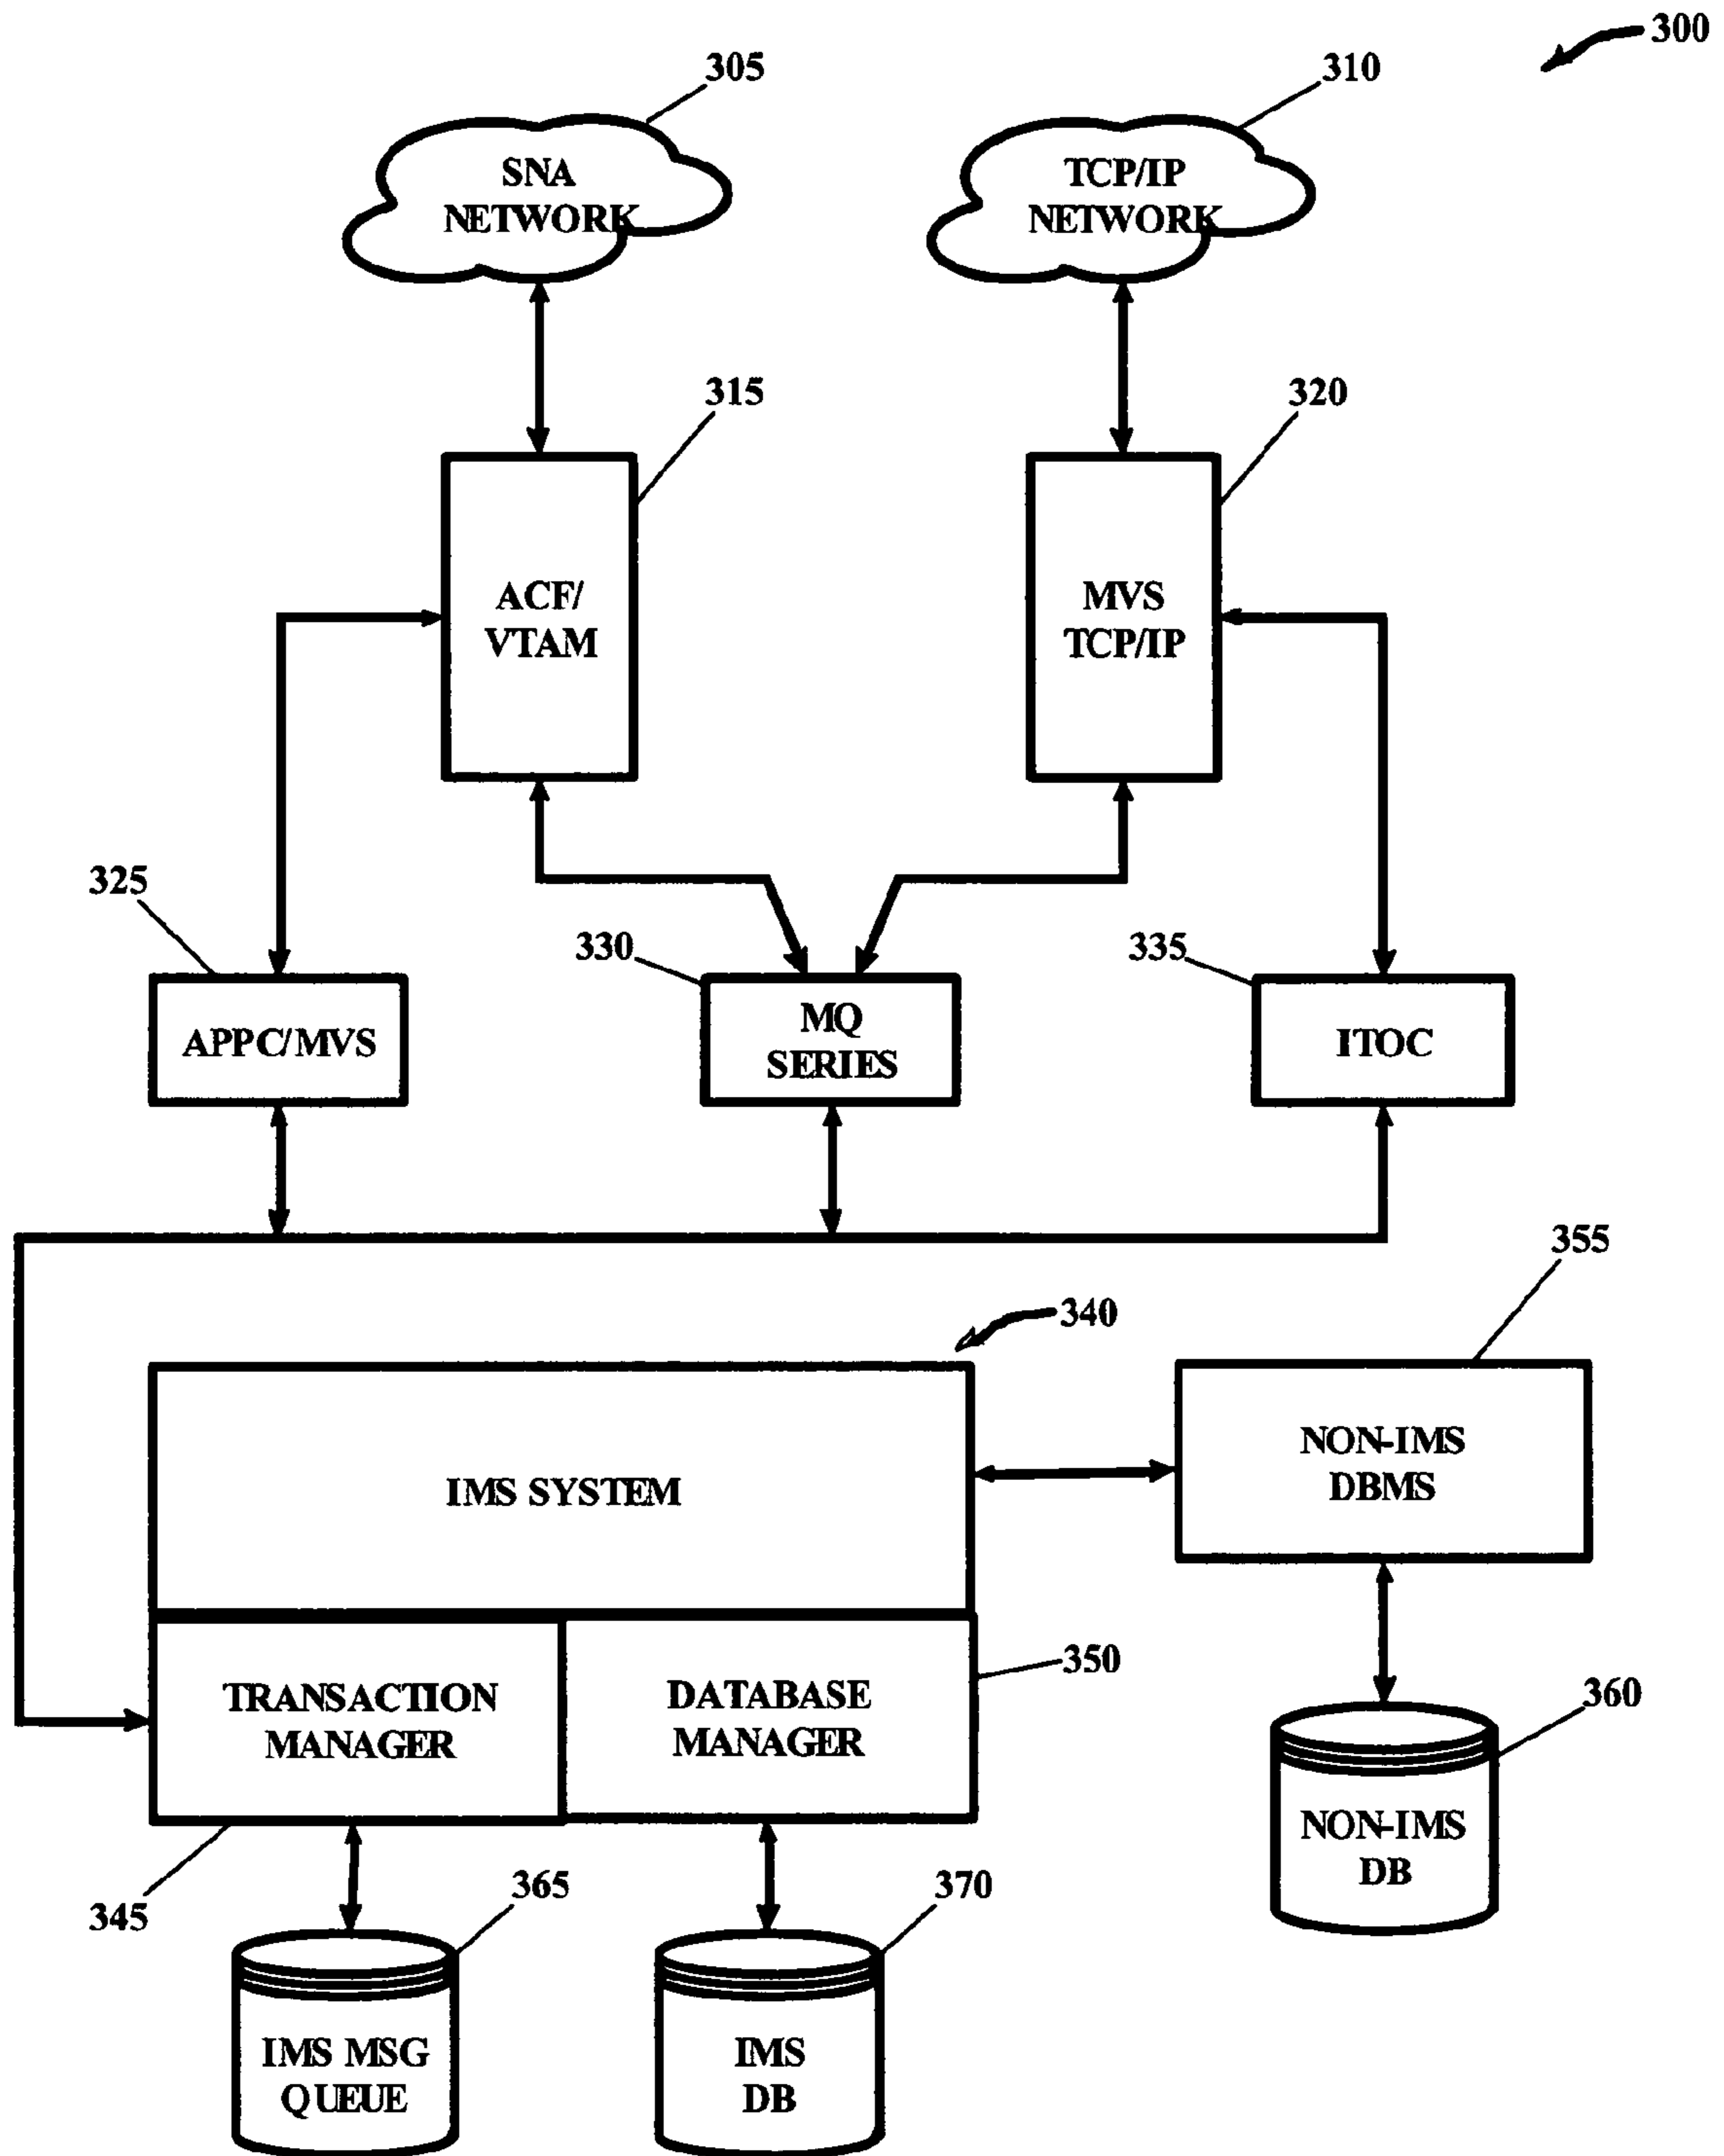 300
305
310
SNA
NETWORK
TCP/IP
NETWORK
315
320
ACF/
VTAM
MVS
TCP/IP
325
330
335
APPC/MVS
MQ
SERIES
ITOC
355
340
IMS SYSTEM
NON-IMS
DBMS
350
TRANSACTION
MANAGER
DATABASE
MANAGER
360
NON-IMS
DB
345
365
370
IMS MSG
QUEUE
IMS
DB